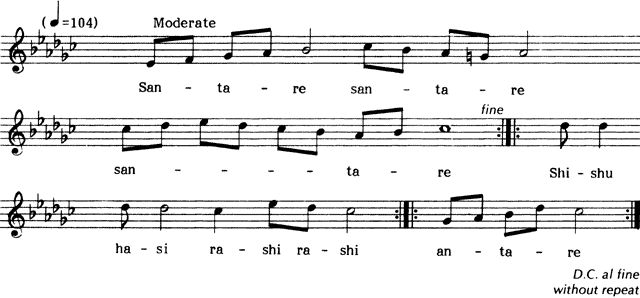 (♩=104) Moderate
San - ta - re san - ta - re
fine
san - - - ta - re Shi-shu
ha-si ra-shi ra-shi an-ta-re
D.C. al fine
without repeat